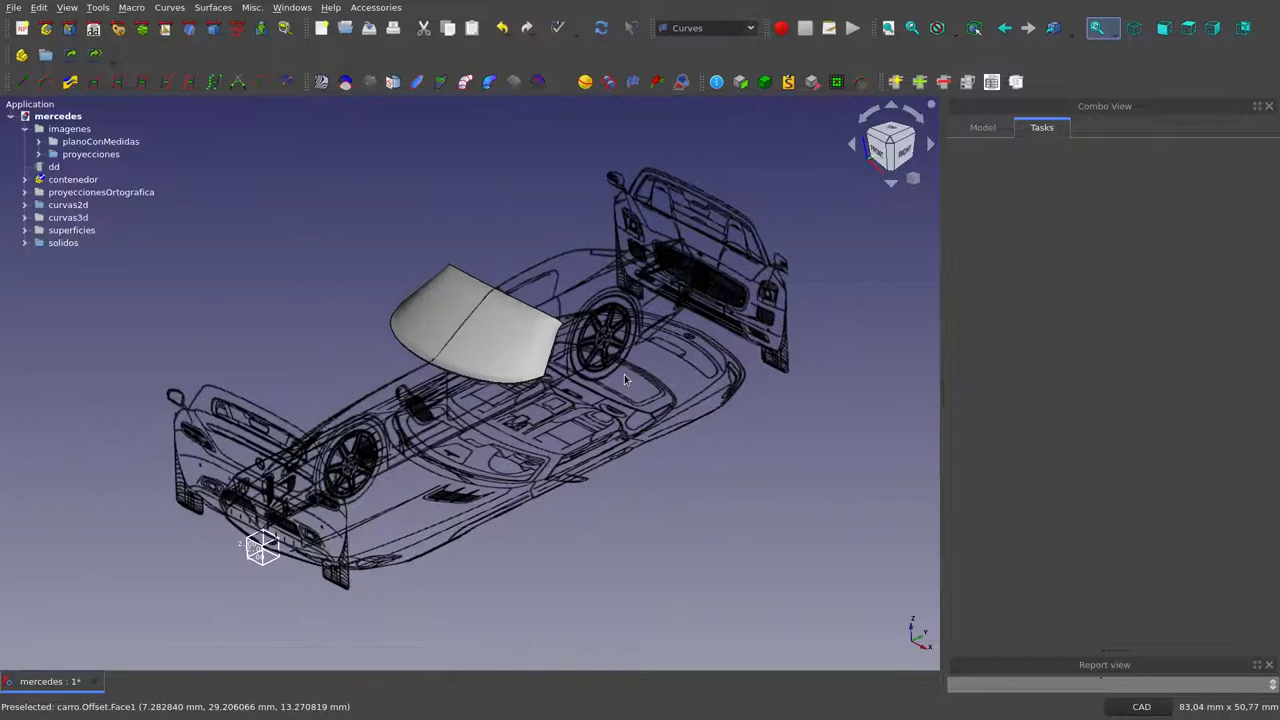 File Edit View Tools Macro Curves Surfaces Misc. Windows Help Accessories
Curves
Application
mercedes
imagenes
planoConMedidas
proyecciones
dd
contenedor
proyeccionesOrtografica
curvas2d
curvas3d
superficies
solidos
FRONT RIGHT
Z
Y
X
Combo View
Model Tasks
Report view
mercedes : 1*
Preselected: carro.Offset.Face1 (7.282840 mm, 29.206066 mm, 13.270819 mm)
CAD 83,04 mm x 50,77 mm